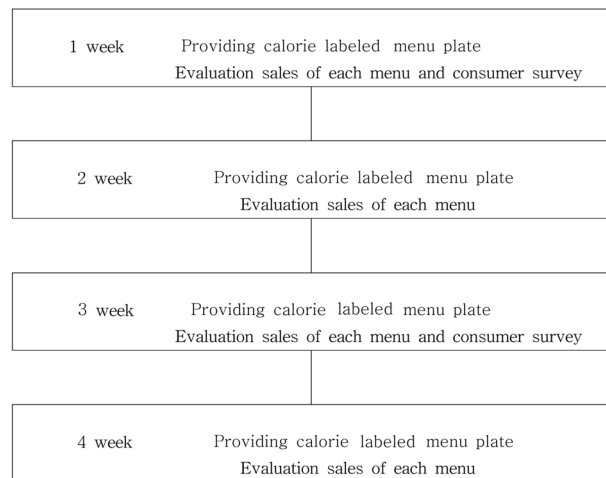 1 week Providing calorie labeled menu plate
Evaluation sales of each menu and consumer survey
2 week Providing calorie labeled menu plate
Evaluation sales of each menu
3 week Providing calorie labeled menu plate
Evaluation sales of each menu and consumer survey
4 week Providing calorie labeled menu plate
Evaluation sales of each menu